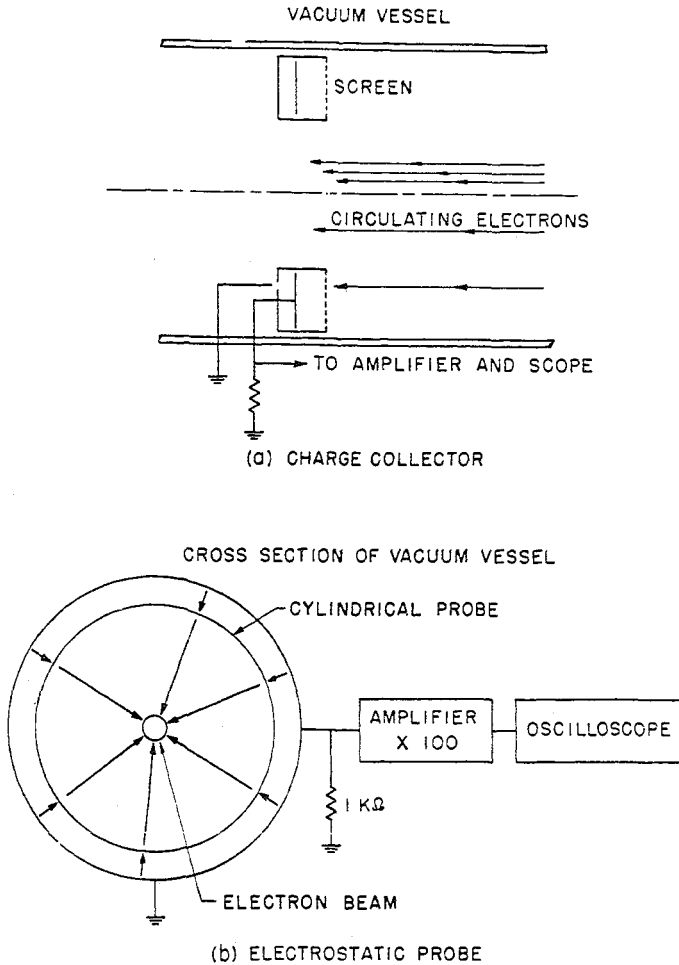 VACUUM VESSEL
SCREEN
CIRCULATING ELECTRONS
TO AMPLIFIER AND SCOPE
(a) CHARGE COLLECTOR
CROSS SECTION OF VACUUM VESSEL
CYLINDRICAL PROBE
AMPLIFIER
X 100
OSCILLOSCOPE
1 KΩ
ELECTRON BEAM
(b) ELECTROSTATIC PROBE